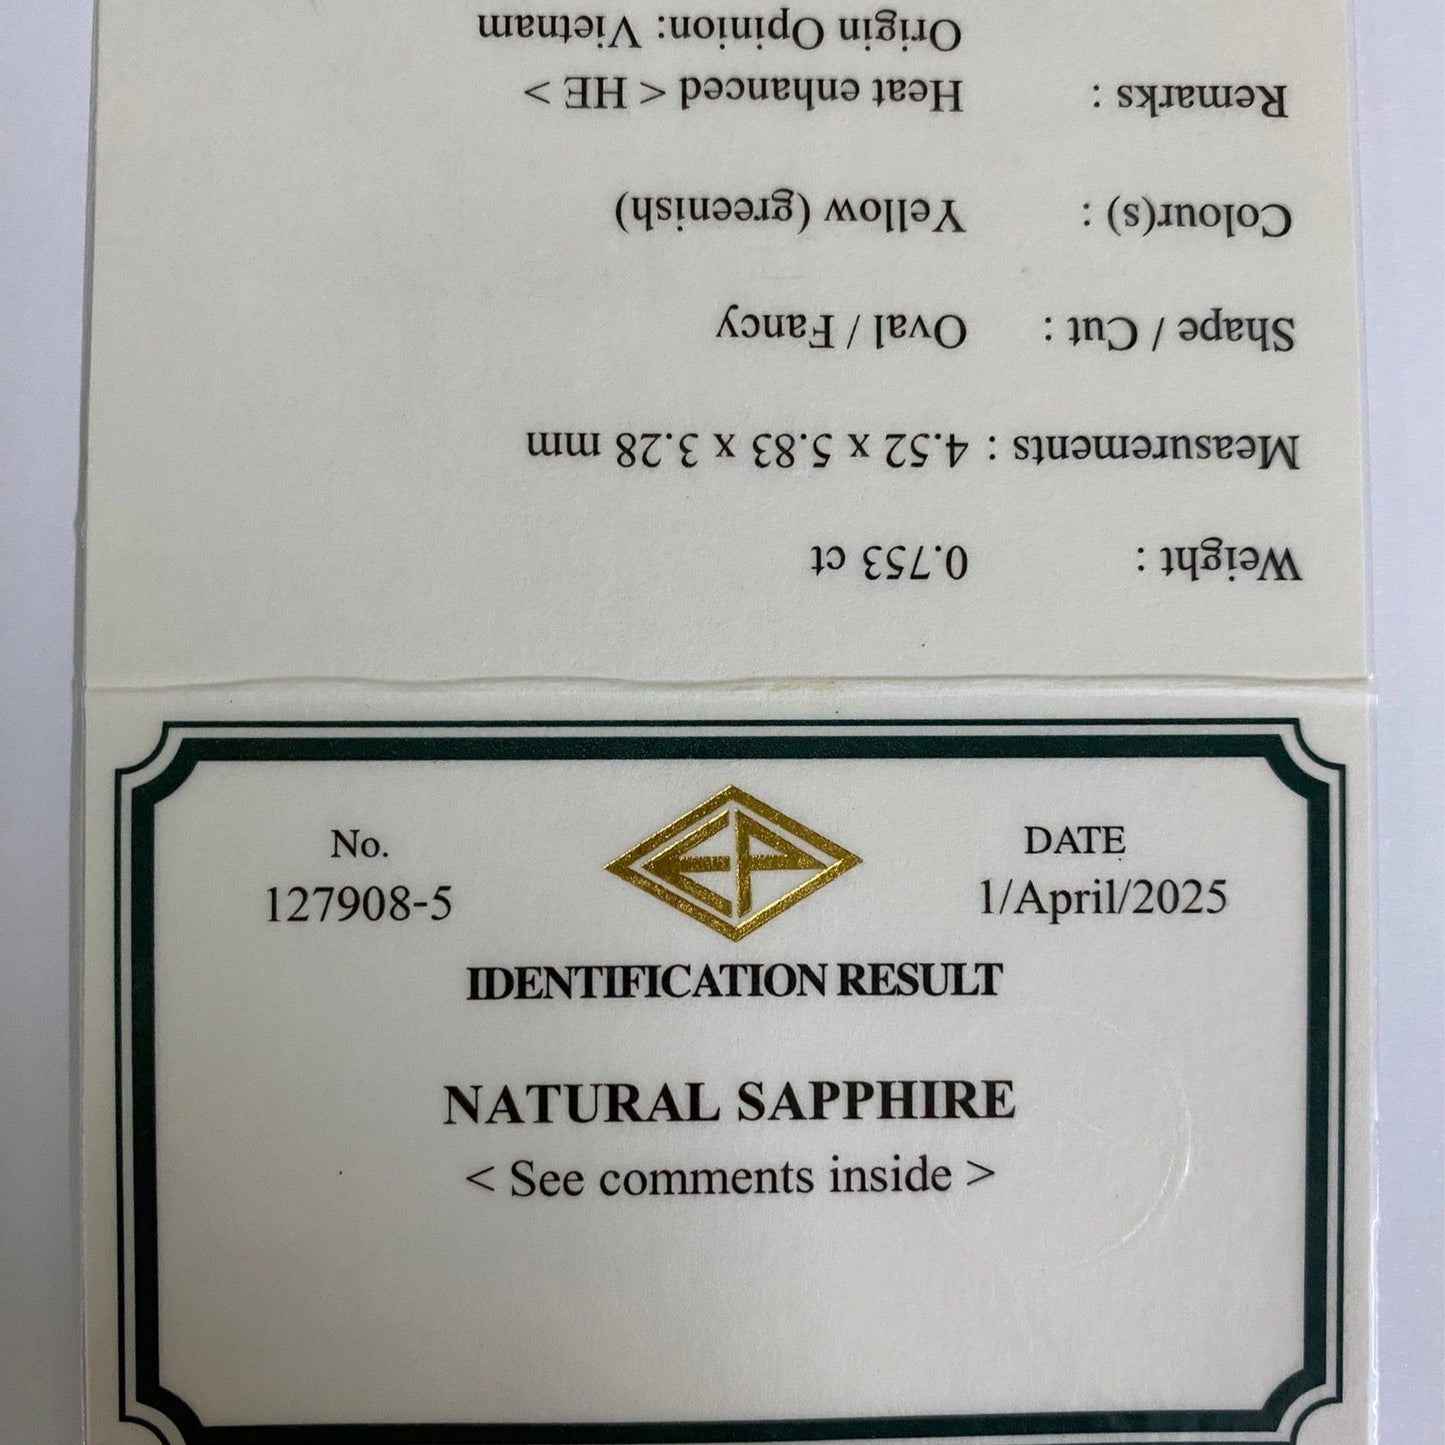 Weight : 0.753 ct
Measurements : 4.52 x 5.83 x 3.28 mm
Shape / Cut : Oval / Fancy
Colour(s) : Yellow (greenish)
Remarks : Heat enhanced < HE >
Origin Opinion: Vietnam
No.
127908-5
DATE
1/April/2025
IDENTIFICATION RESULT
NATURAL SAPPHIRE
< See comments inside >